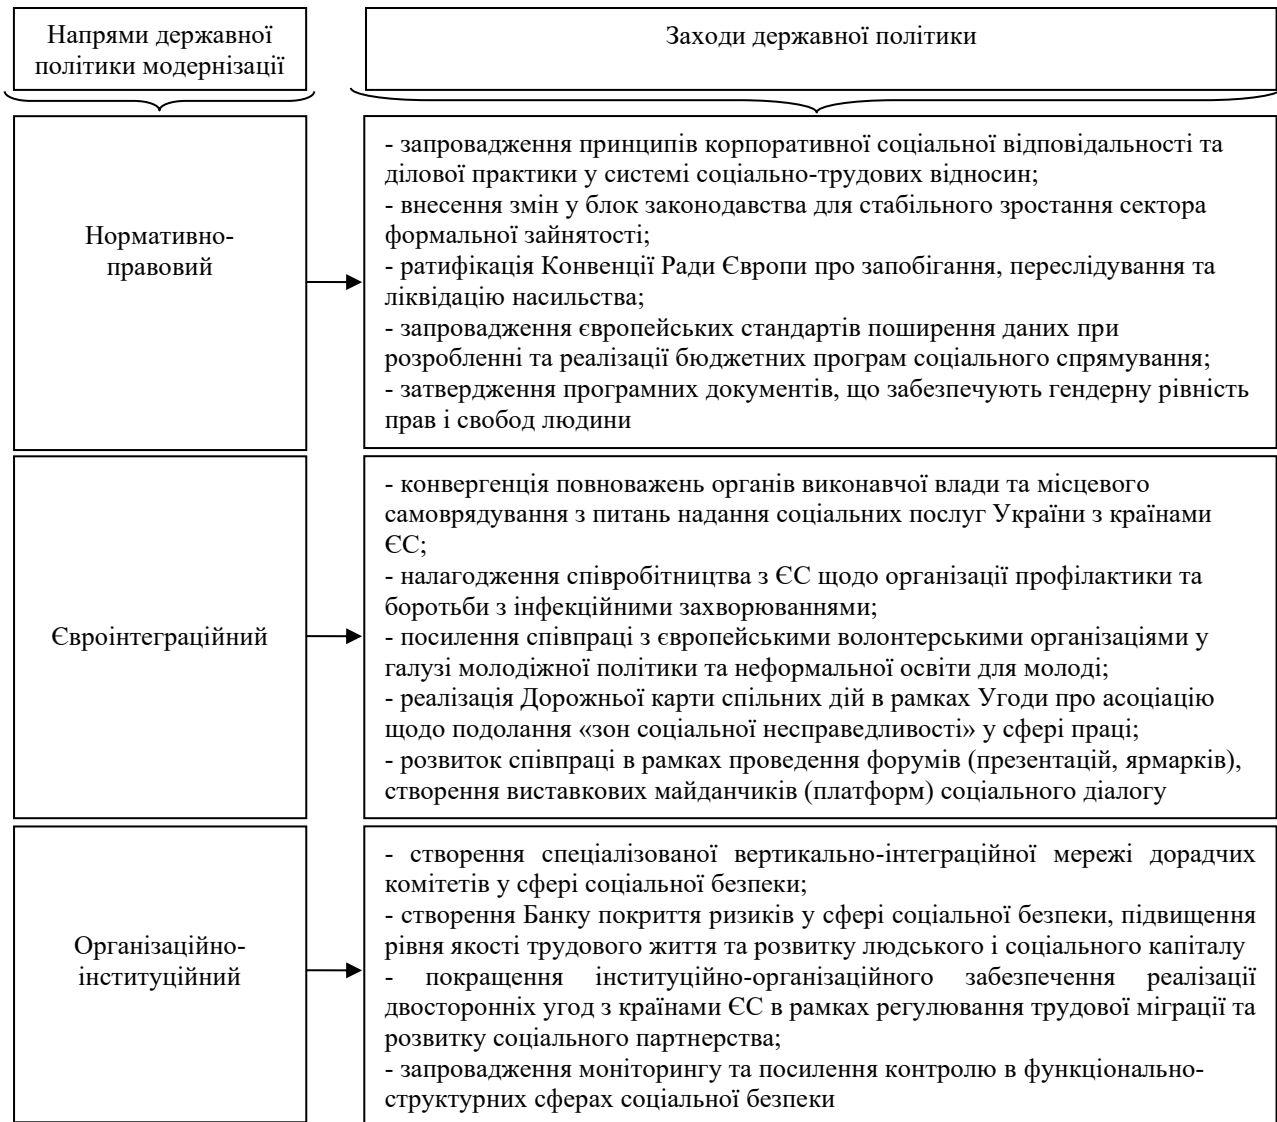 Напрями державної
політики модернізації
Заходи державної політики
Нормативно-
правовий
- запровадження принципів корпоративної соціальної відповідальності та
ділової практики у системі соціально-трудових відносин;
- внесення змін у блок законодавства для стабільного зростання сектора
формальної зайнятості;
- ратифікація Конвенції Ради Європи про запобігання, переслідування та
ліквідацію насильства;
- запровадження європейських стандартів поширення даних при
розробленні та реалізації бюджетних програм соціального спрямування;
- затвердження програмних документів, що забезпечують гендерну рівність
прав і свобод людини
Євроінтеграційний
- конвергенція повноважень органів виконавчої влади та місцевого
самоврядування з питань надання соціальних послуг України з країнами
ЄС;
- налагодження співробітництва з ЄС щодо організації профілактики та
боротьби з інфекційними захворюваннями;
- посилення співпраці з європейськими волонтерськими організаціями у
галузі молодіжної політики та неформальної освіти для молоді;
- реалізація Дорожньої карти спільних дій в рамках Угоди про асоціацію
щодо подолання «зон соціальної несправедливості» у сфері праці;
- розвиток співпраці в рамках проведення форумів (презентацій, ярмарків),
створення виставкових майданчиків (платформ) соціального діалогу
Організаційно-
інституційний
- створення спеціалізованої вертикально-інтеграційної мережі дорадчих
комітетів у сфері соціальної безпеки;
- створення Банку покриття ризиків у сфері соціальної безпеки, підвищення
рівня якості трудового життя та розвитку людського і соціального капіталу
- покращення інституційно-організаційного забезпечення реалізації
двосторонніх угод з країнами ЄС в рамках регулювання трудової міграції та
розвитку соціального партнерства;
- запровадження моніторингу та посилення контролю в функціонально-
структурних сферах соціальної безпеки